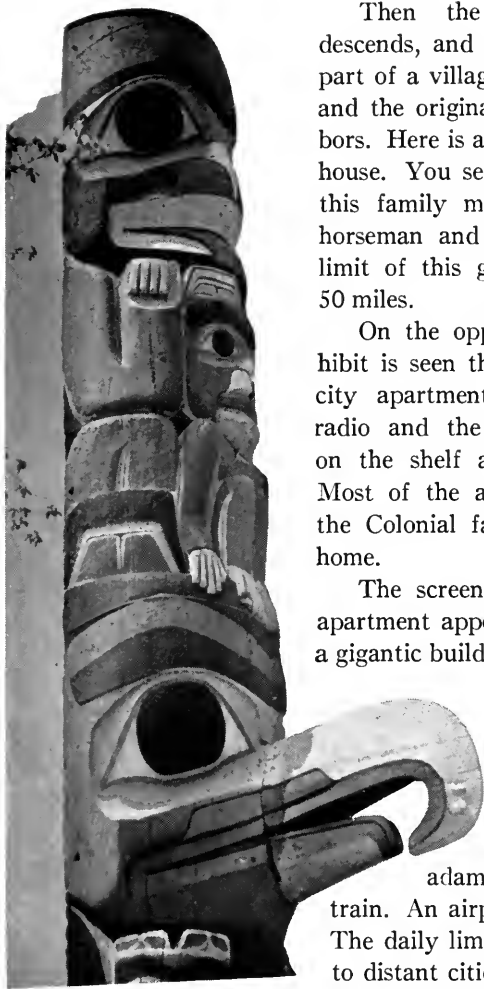 Then the
descends, and
part of a villag
and the origina
bors. Here is a
house. You se
this family m
horseman and
limit of this g
50 miles.
On the opp
hibit is seen th
city apartment
radio and the
on the shelf a
Most of the a
the Colonial fa
home.
The screen
apartment appe
a gigantic build
adam
train. An airp
The daily lim
to distant citie